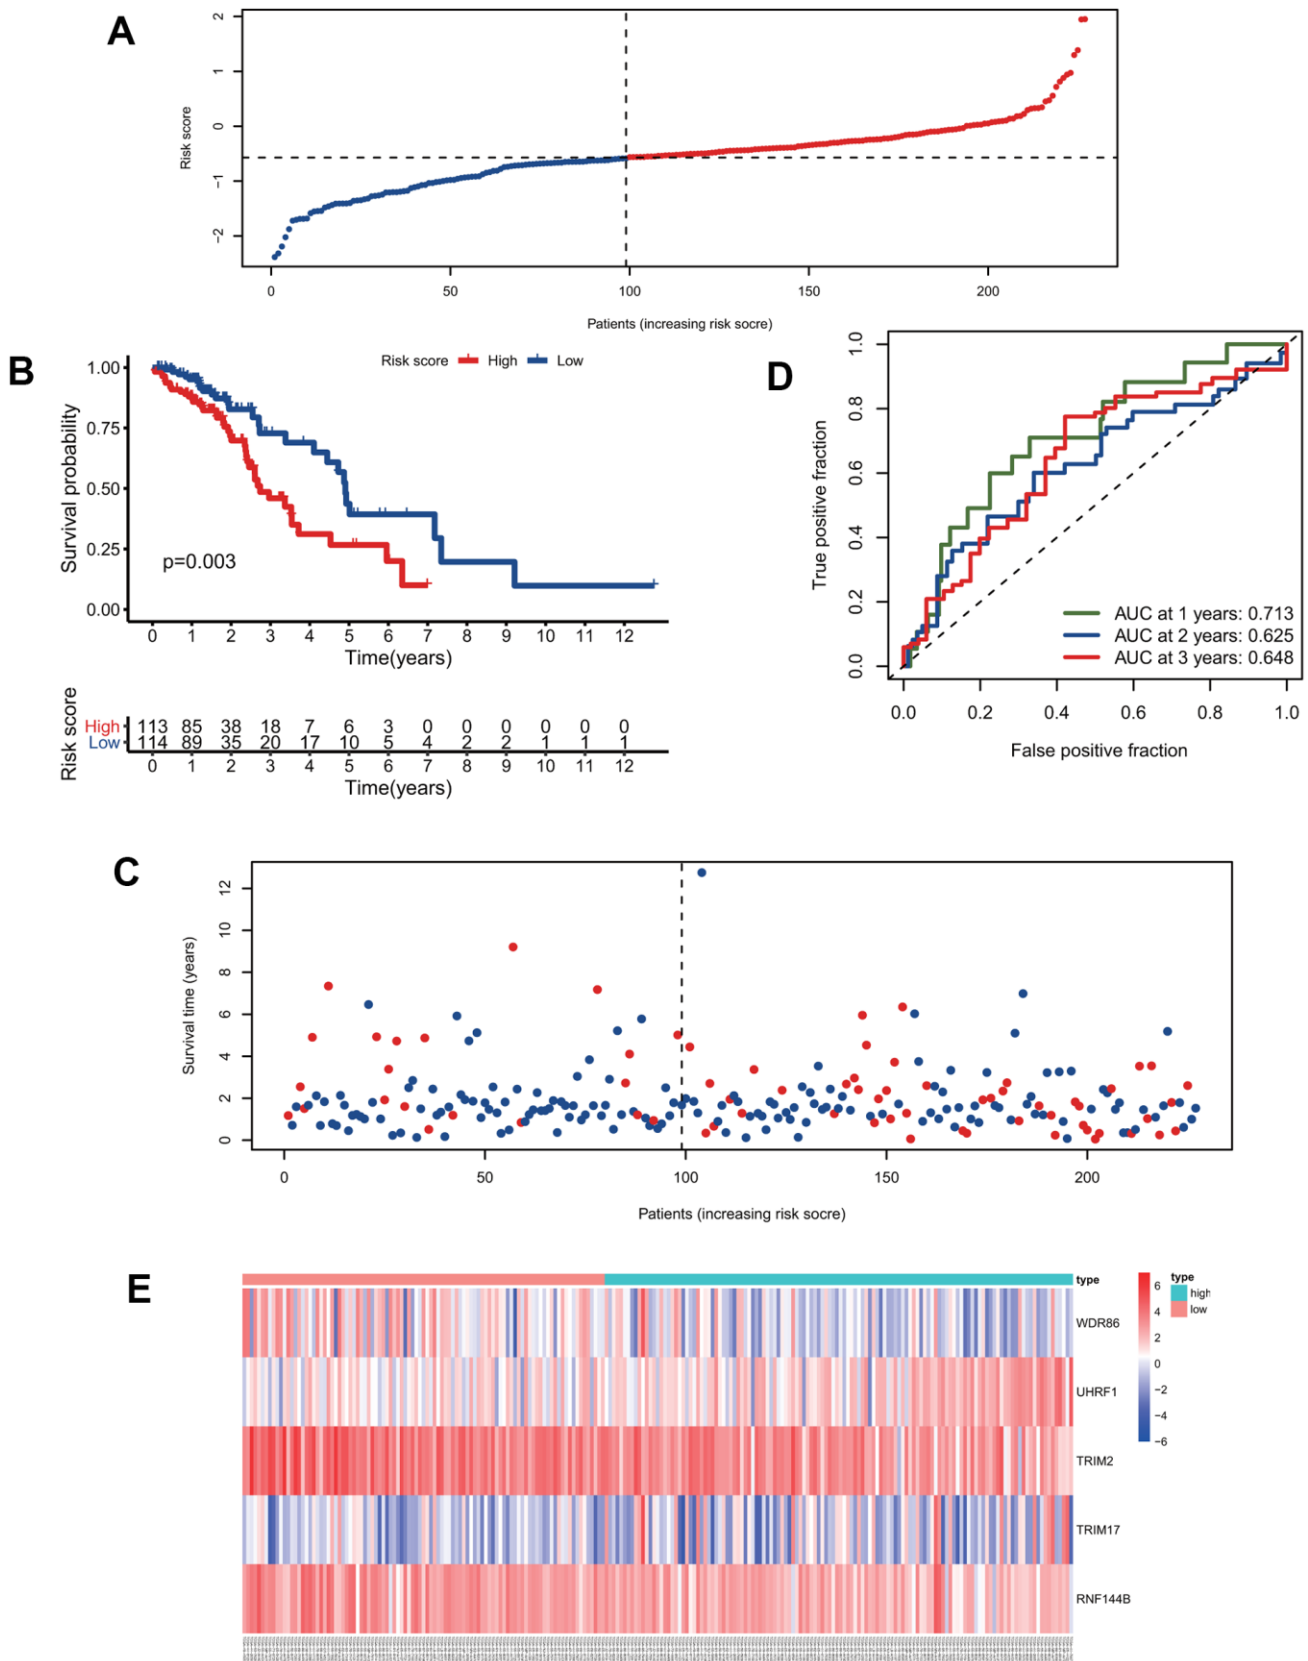 A
2
1
0
−1
−2
Risk score
0 50 100 150 200
Patients (increasing risk socre)
B
Risk score High Low
1.00
0.75
0.50
0.25
0.00
Survival probability
p=0.003
0 1 2 3 4 5 6 7 8 9 10 11 12
Time(years)
Risk score
High 113 85 38 18 7 6 3 0 0 0 0 0 0
Low 114 89 35 20 17 10 5 4 2 2 1 1 1
0 1 2 3 4 5 6 7 8 9 10 11 12
Time(years)
D
1.0
0.8
0.6
0.4
0.2
0.0
True positive fraction
AUC at 1 years: 0.713
AUC at 2 years: 0.625
AUC at 3 years: 0.648
0.0 0.2 0.4 0.6 0.8 1.0
False positive fraction
C
12
10
8
6
4
2
0
Survival time (years)
0 50 100 150 200
Patients (increasing risk socre)
E
type
WDR86
UHRF1
TRIM2
TRIM17
RNF144B
6
4
2
0
−2
−4
−6
type
high
low